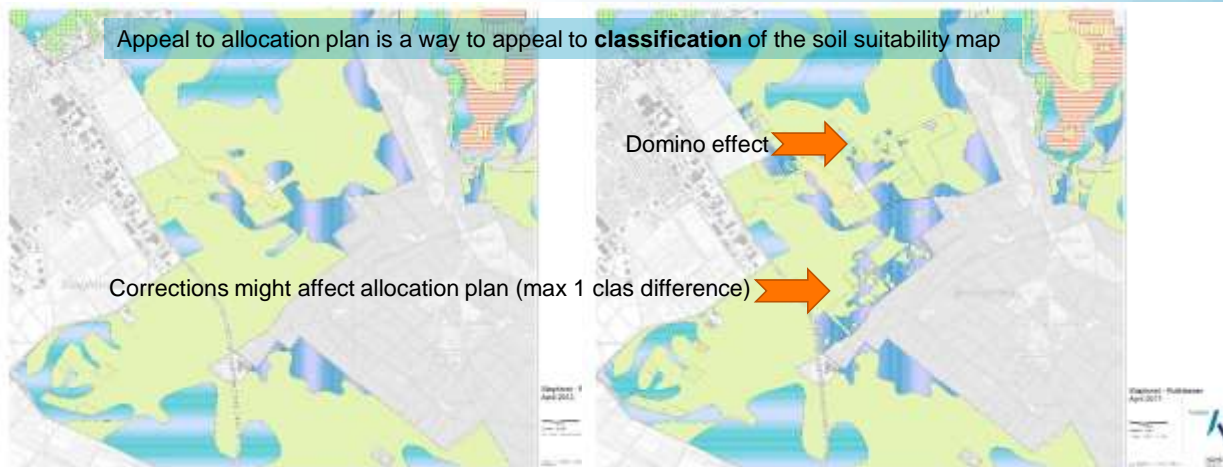 Appeal to allocation plan is a way to appeal to classification of the soil suitability map
Domino effect
Corrections might affect allocation plan (max 1 clas difference)